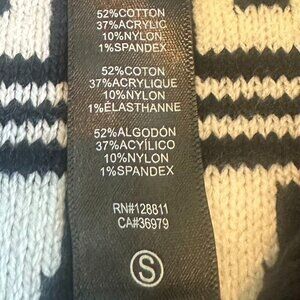 52%COTTON
37%ACRYLIC
10%NYLON
1%SPANDEX
52%COTON
37%ACRYLIQUE
10%NYLON
1%ÉLASTHANNE
52%ALGODÓN
37%ACYÍLICO
10%NYLON
1%SPANDEX
RN#128811
CA#36979
S